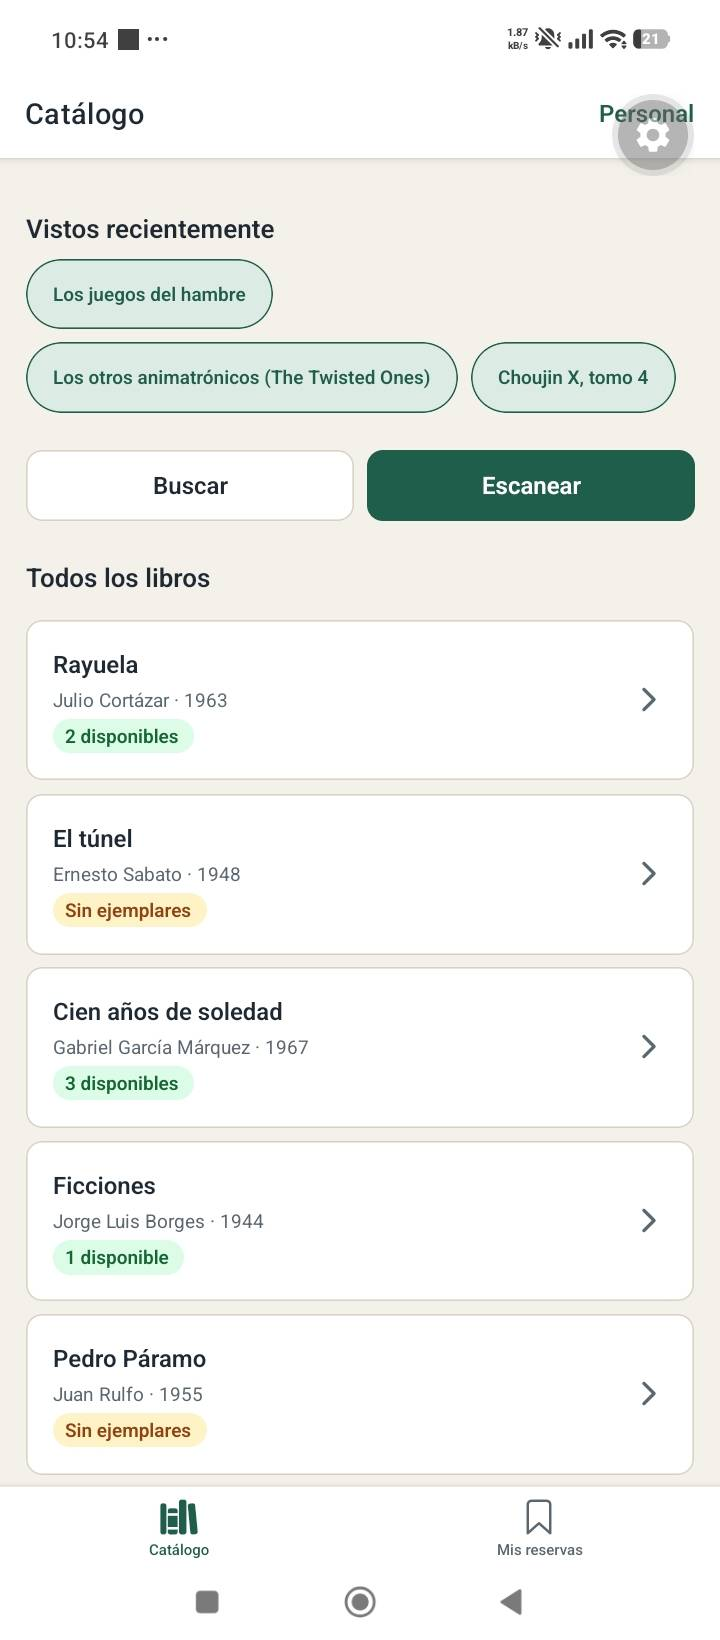 10:54
1.87
kB/s
21
Catálogo
Personal
Vistos recientemente
Los juegos del hambre
Los otros animatrónicos (The Twisted Ones)
Choujin X, tomo 4
Buscar
Escanear
Todos los libros
Rayuela
Julio Cortázar · 1963
2 disponibles
El túnel
Ernesto Sabato · 1948
Sin ejemplares
Cien años de soledad
Gabriel García Márquez · 1967
3 disponibles
Ficciones
Jorge Luis Borges · 1944
1 disponible
Pedro Páramo
Juan Rulfo · 1955
Sin ejemplares
Catálogo
Mis reservas